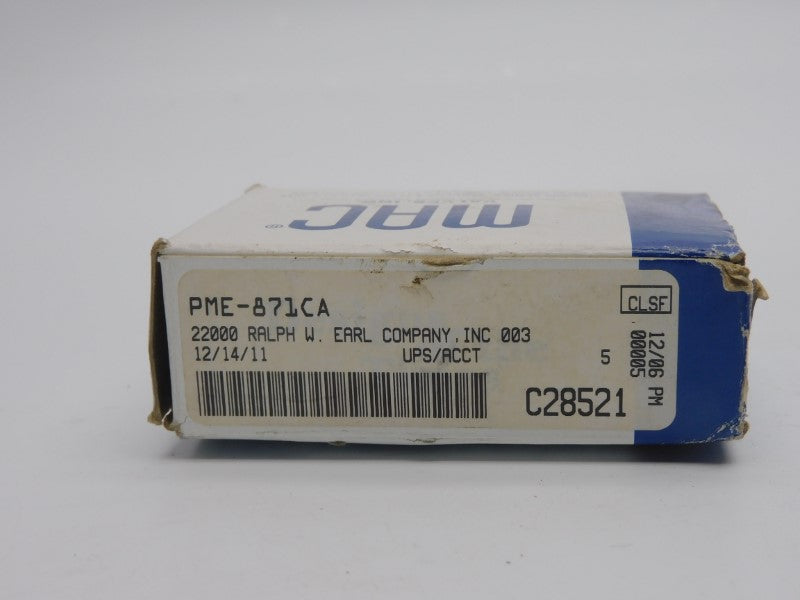 MAC®
PME-871CA
22000 RALPH W. EARL COMPANY,INC 003
12/14/11 UPS/ACCT 5
C28521
CLSF
12/06 PM
00005